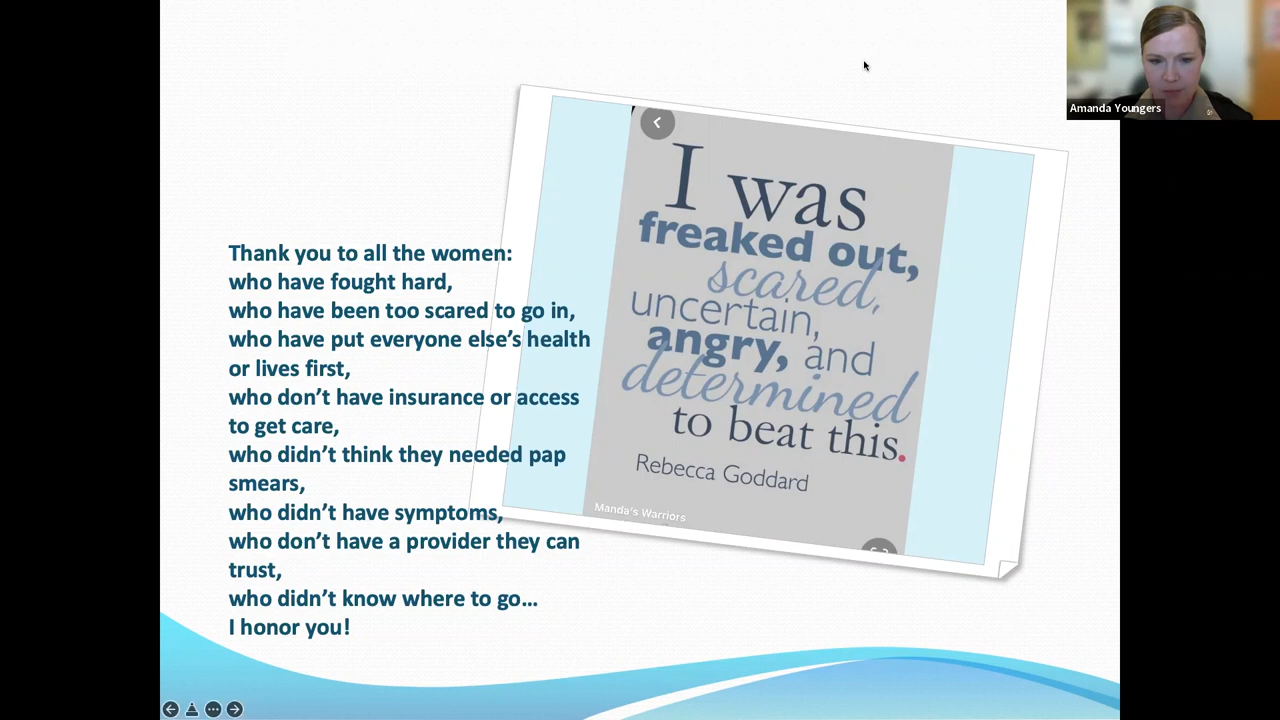 Amanda Youngers
I was
freaked out,
scared,
uncertain,
angry, and
determined
to beat this.
Rebecca Goddard
Manda's Warriors
Thank you to all the women:
who have fought hard,
who have been too scared to go in,
who have put everyone else’s health
or lives first,
who don’t have insurance or access
to get care,
who didn’t think they needed pap
smears,
who didn’t have symptoms,
who don’t have a provider they can
trust,
who didn’t know where to go…
I honor you!